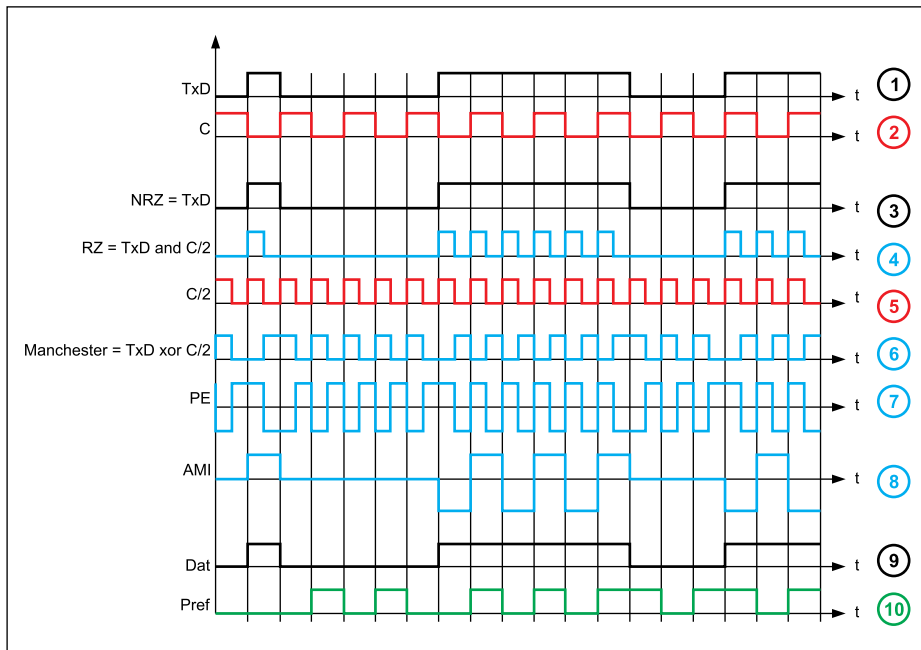 TxD t 1
C t 2
NRZ = TxD t 3
RZ = TxD and C/2 t 4
C/2 t 5
Manchester = TxD xor C/2 t 6
PE t 7
AMI t 8
Dat t 9
Pref t 10